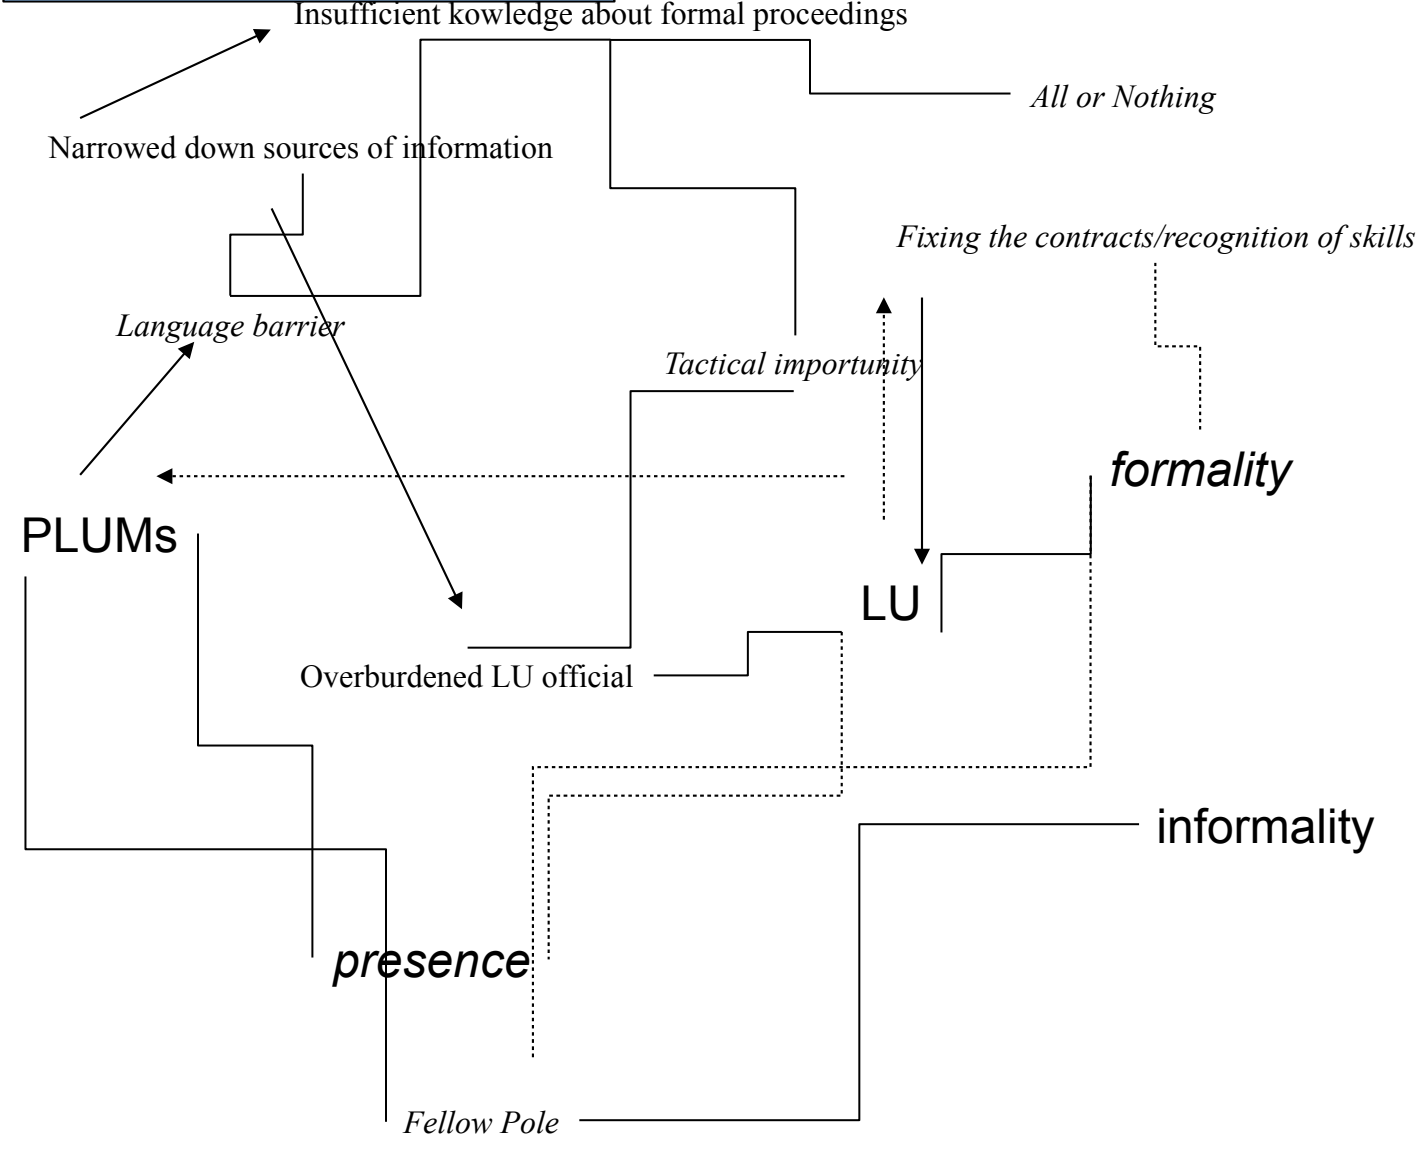 Insufficient kowledge about formal proceedings
All or Nothing
Narrowed down sources of information
Fixing the contracts/recognition of skills
Language barrier
Tactical importunity
formality
PLUMs
LU
Overburdened LU official
informality
presence
Fellow Pole